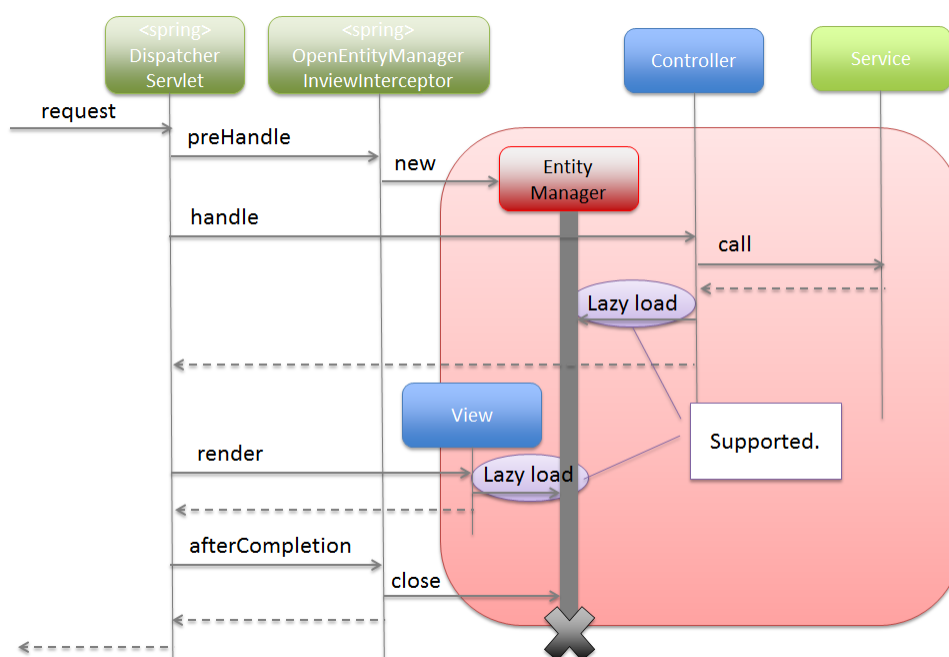 <spring>
Dispatcher
Servlet
<spring>
OpenEntityManager
InviewInterceptor
Controller
Service
request
preHandle
new
Entity
Manager
handle
call
Lazy load
View
Supported.
render
Lazy load
afterCompletion
close